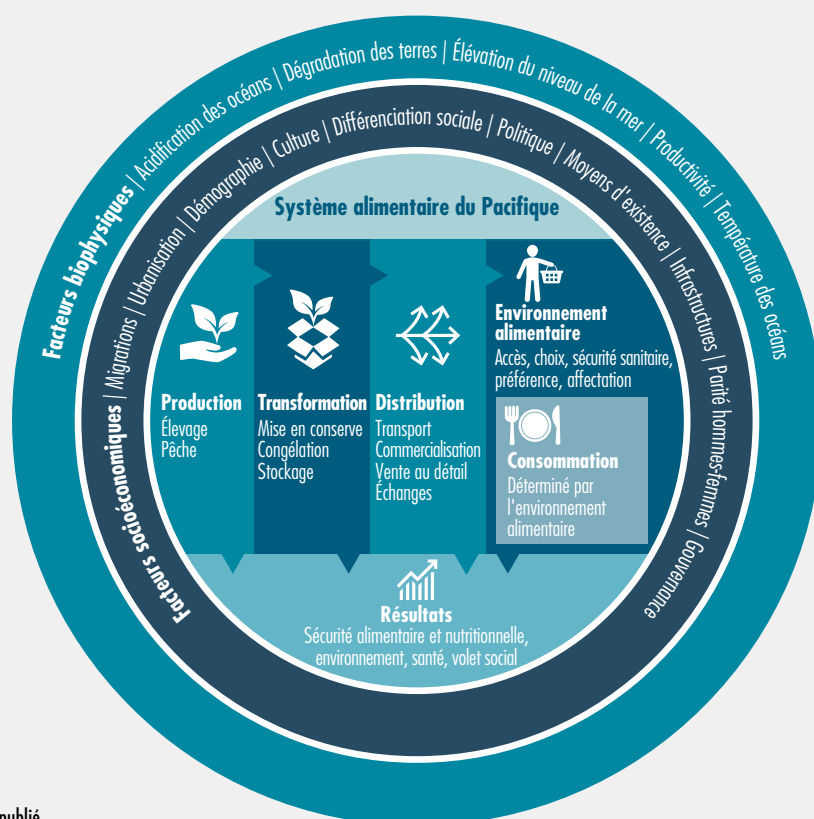 Facteurs biophysiques | Acidification des océans | Dégradation des terres | Élévation du niveau de la mer | Productivité | Température des océans
Facteurs socioéconomiques | Migrations | Urbanisation | Démographie | Culture | Différenciation sociale | Politique | Moyens d'existence | Infrastructures | Parité hommes-femmes | Gouvernance
Système alimentaire du Pacifique
Production
Élevage
Pêche
Transformation
Mise en conserve
Congélation
Stockage
Distribution
Transport
Commercialisation
Vente au détail
Échanges
Environnement
alimentaire
Accès, choix, sécurité sanitaire,
préférence, affectation
Consommation
Déterminé par
l'environnement
alimentaire
Résultats
Sécurité alimentaire et nutritionnelle,
environnement, santé, volet social
publié